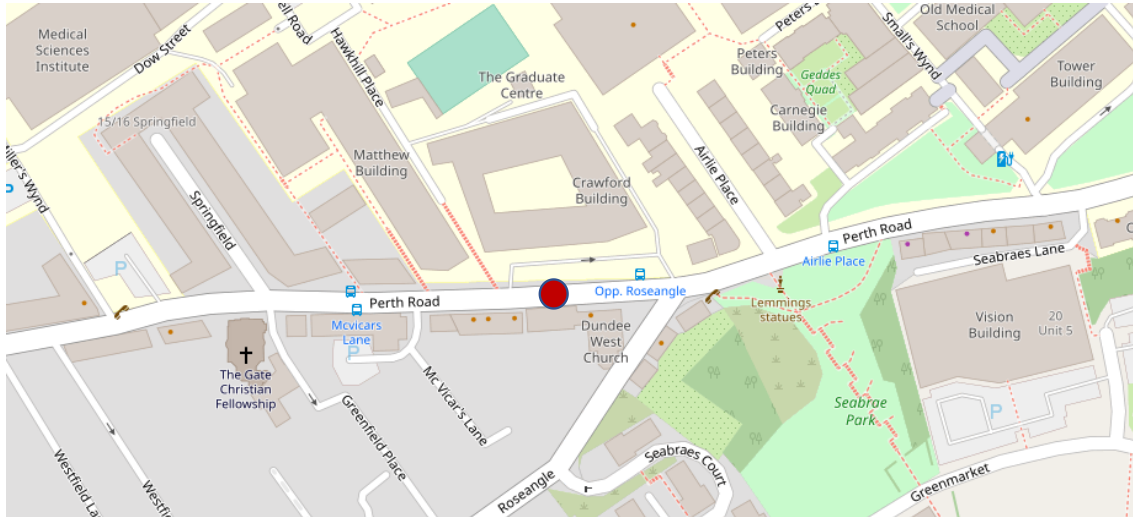 Medical
Sciences
Institute
Dow Street
Hawkhill Place
The Graduate
Centre
Peters
Building
Geddes
Quad
Carnegie
Building
Small's Wynd
Old Medical
School
Tower
Building
15/16 Springfield
Miller's Wynd
P
P
Springfield
Matthew
Building
Crawford
Building
Airlie Place
Perth Road
Airlie Place
Seabraes Lane
Perth Road
Opp. Roseangle
Mcvicars
Lane
P
Dundee
West
Church
Lemmings
statues
Vision
Building
20
Unit 5
The Gate
Christian
Fellowship
Mc Vicar's Lane
Greenfield Place
Seabrae
Park
P
Westfield
Roseangle
Seabraes Court
Greenmarket